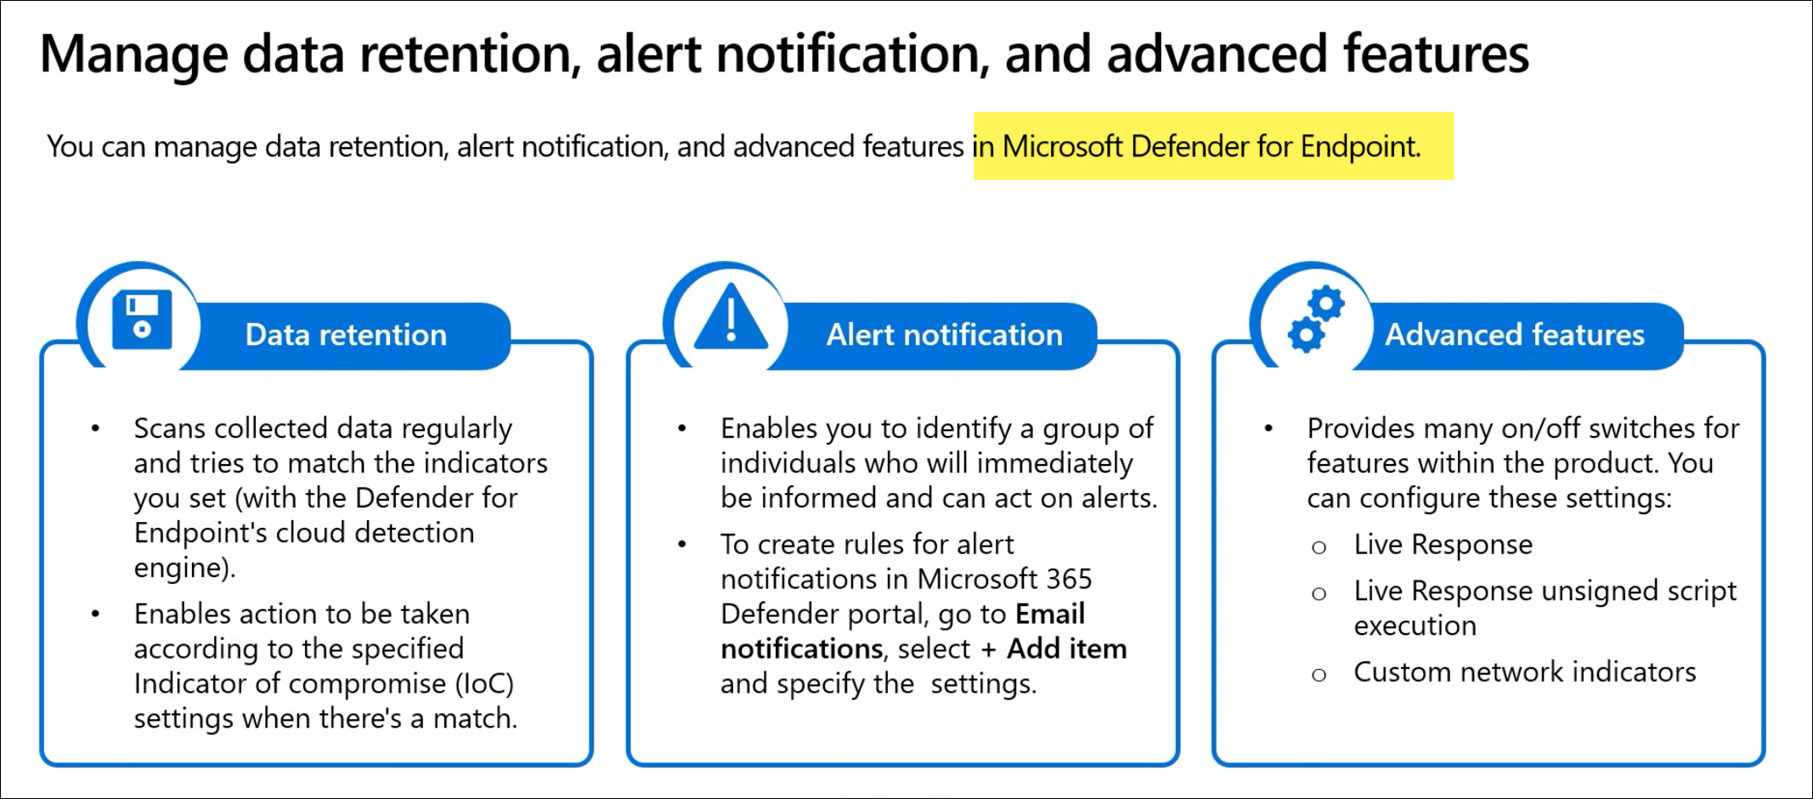 Manage data retention, alert notification, and advanced features
You can manage data retention, alert notification, and advanced features in Microsoft Defender for Endpoint.
Data retention
• Scans collected data regularly
and tries to match the indicators
you set (with the Defender for
Endpoint's cloud detection
engine).
• Enables action to be taken
according to the specified
Indicator of compromise (IoC)
settings when there's a match.
Alert notification
• Enables you to identify a group of
individuals who will immediately
be informed and can act on alerts.
• To create rules for alert
notifications in Microsoft 365
Defender portal, go to Email
notifications, select + Add item
and specify the  settings.
Advanced features
• Provides many on/off switches for
features within the product. You
can configure these settings:
o Live Response
o Live Response unsigned script
execution
o Custom network indicators